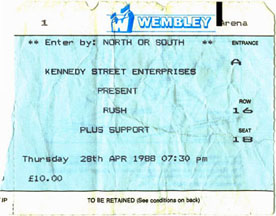 1 WEMBLEY Arena
** Enter by: NORTH OR SOUTH ** ENTRANCE
A
KENNEDY STREET ENTERPRISES
PRESENT
RUSH ROW
16
PLUS SUPPORT SEAT
18
Thursday 28th APR 1988 07:30 pm
£10.00
UP TO BE RETAINED (See conditions on back)